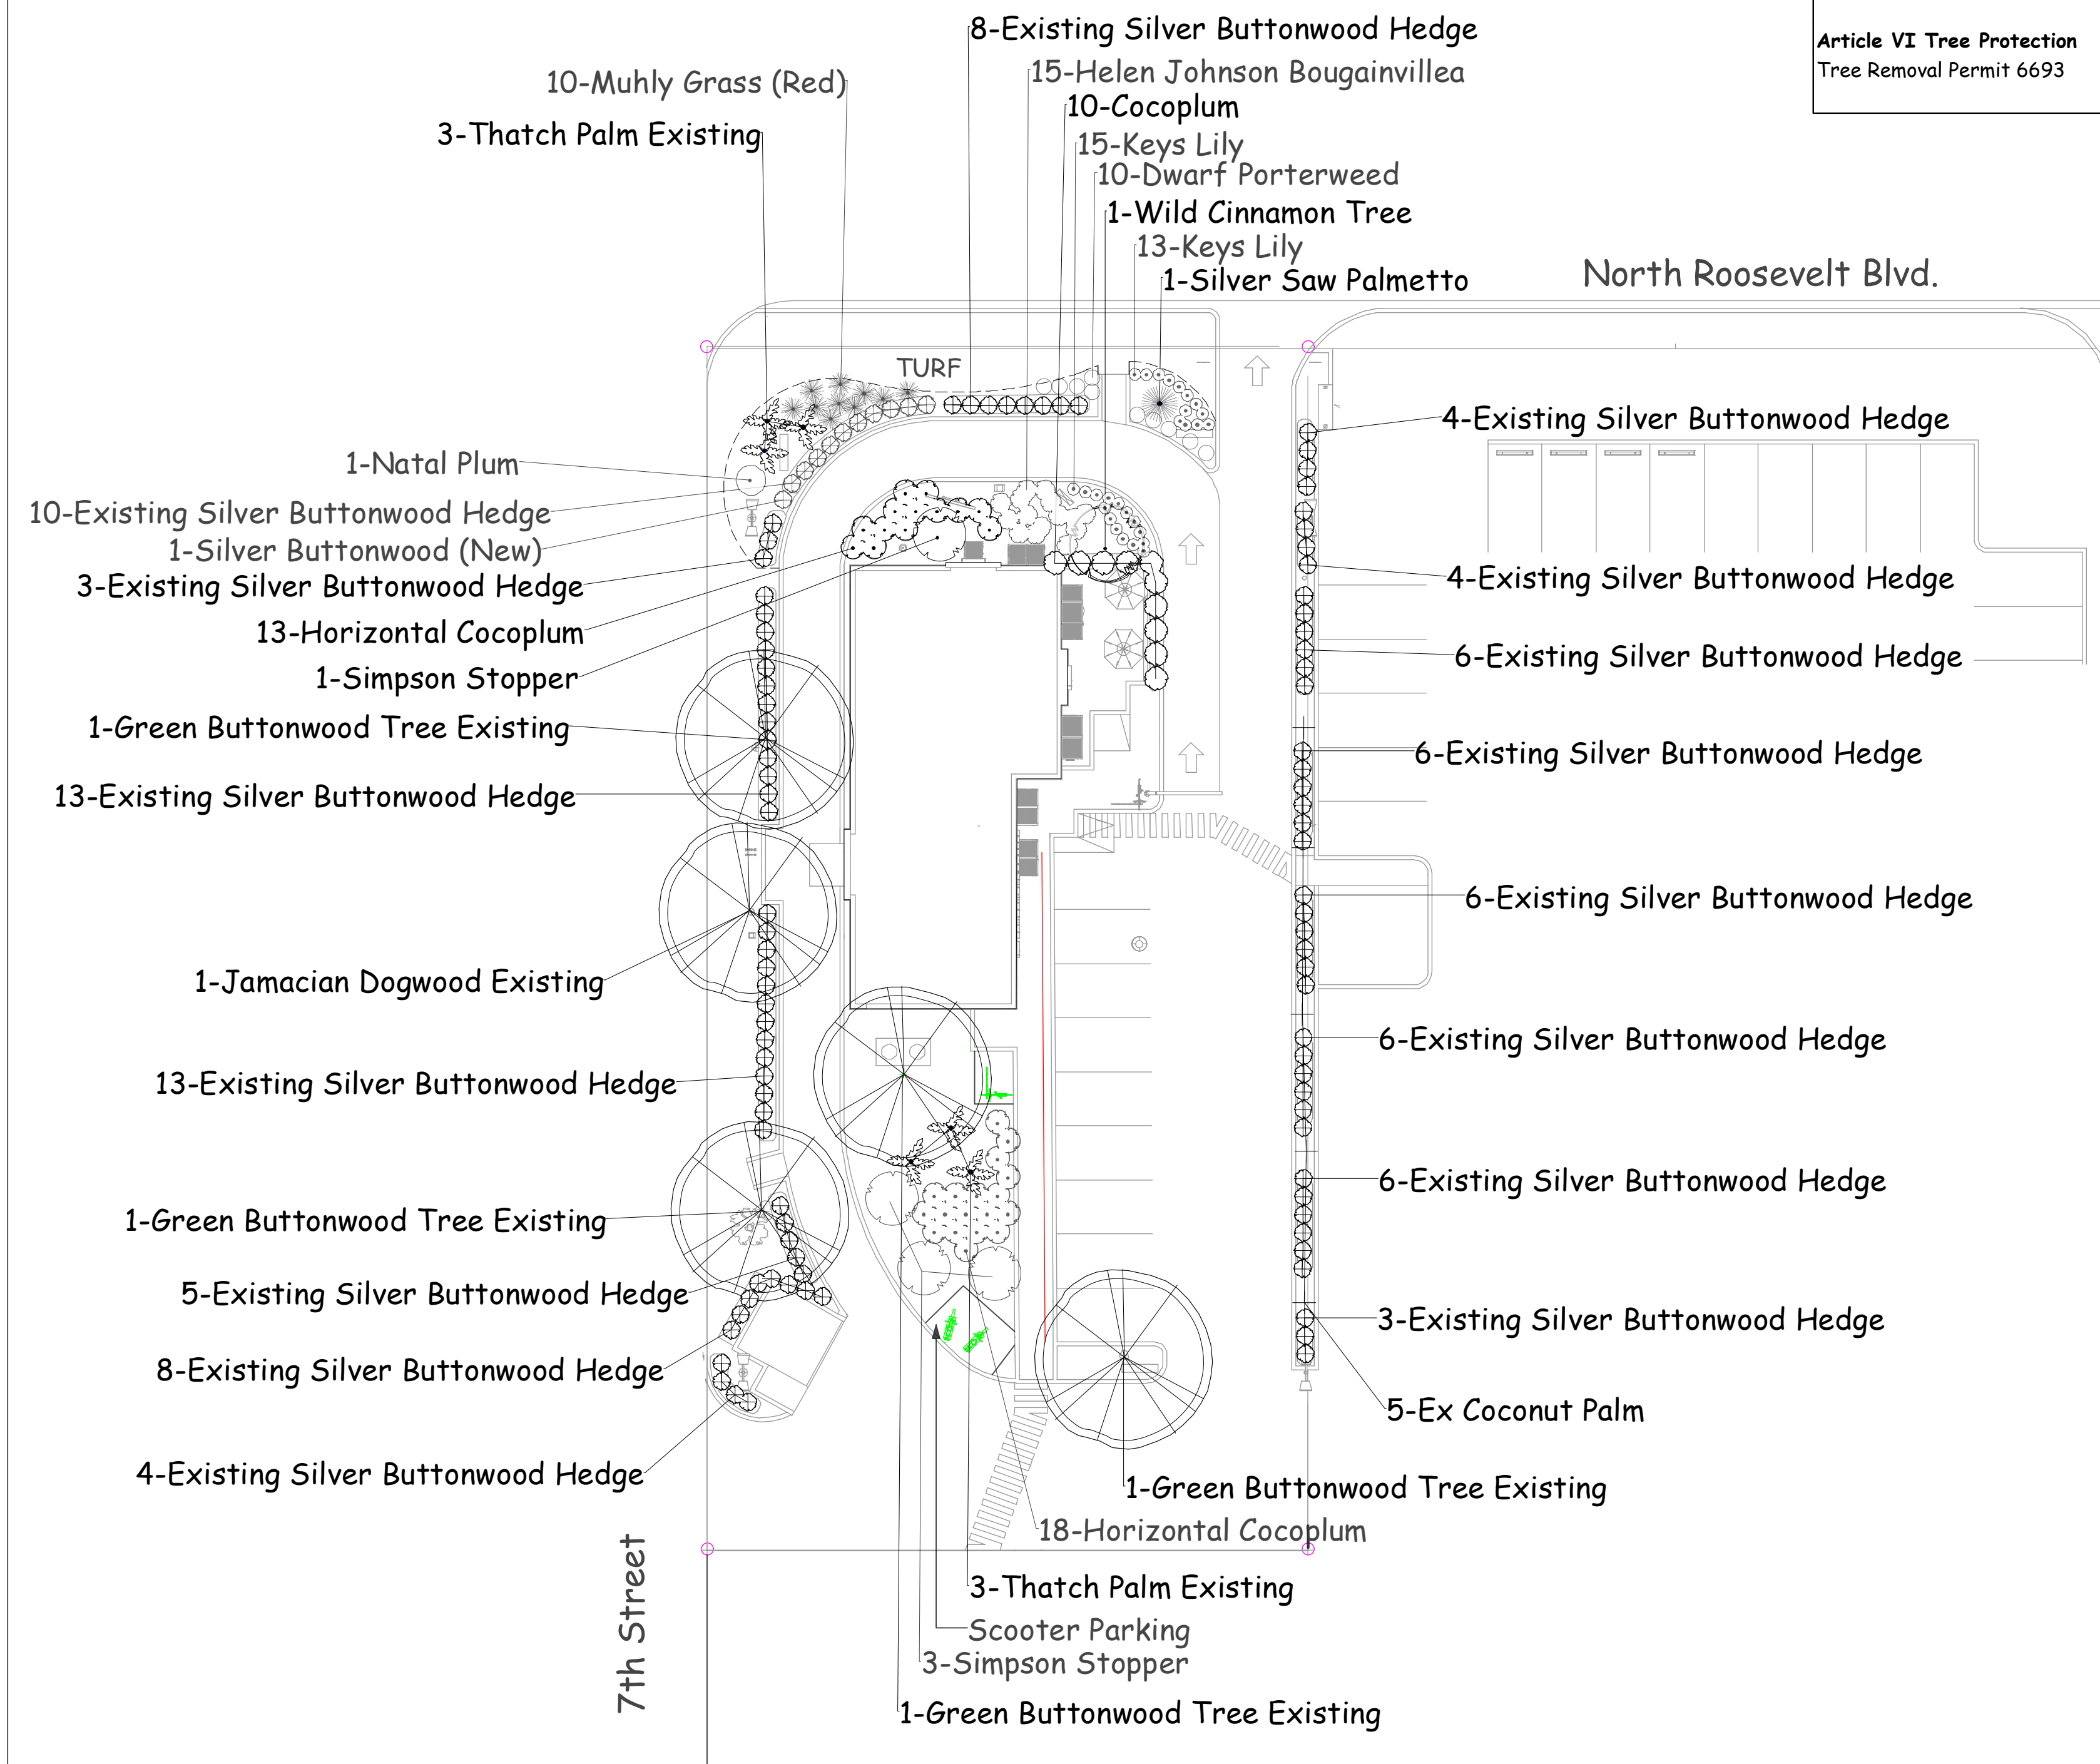 8-Existing Silver Buttonwood Hedge
Article VI Tree Protection
Tree Removal Permit 6693
10-Muhly Grass (Red)
15-Helen Johnson Bougainvillea
10-Cocoplum
3-Thatch Palm Existing
15-Keys Lily
10-Dwarf Porterweed
1-Wild Cinnamon Tree
13-Keys Lily
1-Silver Saw Palmetto
North Roosevelt Blvd.
TURF
4-Existing Silver Buttonwood Hedge
1-Natal Plum
10-Existing Silver Buttonwood Hedge
1-Silver Buttonwood (New)
3-Existing Silver Buttonwood Hedge
4-Existing Silver Buttonwood Hedge
13-Horizontal Cocoplum
6-Existing Silver Buttonwood Hedge
1-Simpson Stopper
1-Green Buttonwood Tree Existing
6-Existing Silver Buttonwood Hedge
13-Existing Silver Buttonwood Hedge
6-Existing Silver Buttonwood Hedge
1-Jamacian Dogwood Existing
6-Existing Silver Buttonwood Hedge
13-Existing Silver Buttonwood Hedge
6-Existing Silver Buttonwood Hedge
1-Green Buttonwood Tree Existing
5-Existing Silver Buttonwood Hedge
3-Existing Silver Buttonwood Hedge
8-Existing Silver Buttonwood Hedge
5-Ex Coconut Palm
4-Existing Silver Buttonwood Hedge
1-Green Buttonwood Tree Existing
18-Horizontal Cocoplum
7th Street
3-Thatch Palm Existing
Scooter Parking
3-Simpson Stopper
1-Green Buttonwood Tree Existing